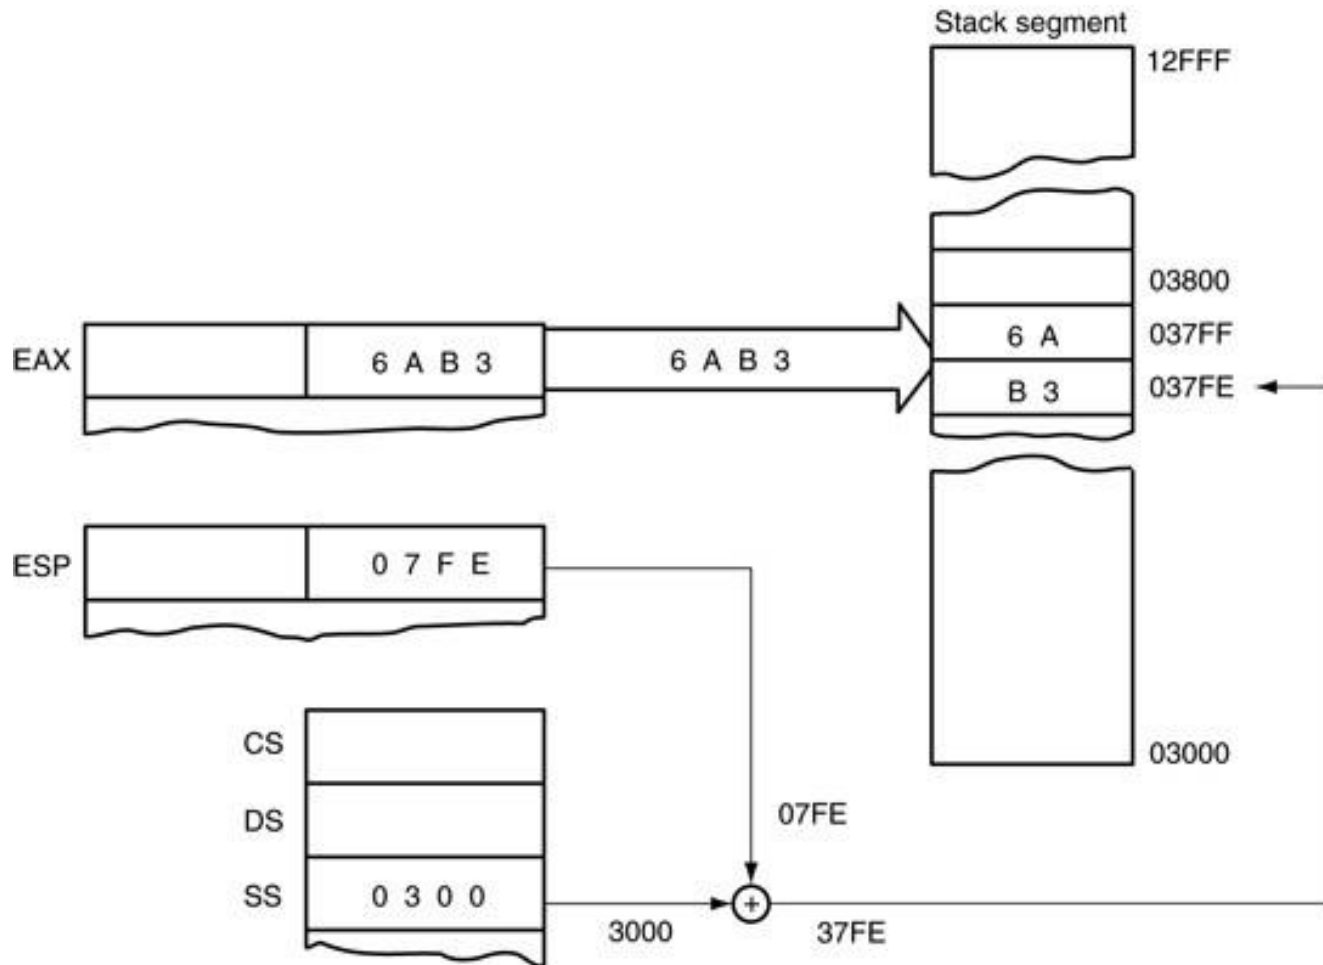 Stack segment
12FFF
03800
6 A 037FF
EAX 6 A B 3 6 A B 3
B 3 037FE
ESP 0 7 F E
CS
03000
DS 07FE
SS 0 3 0 0
+
3000 37FE